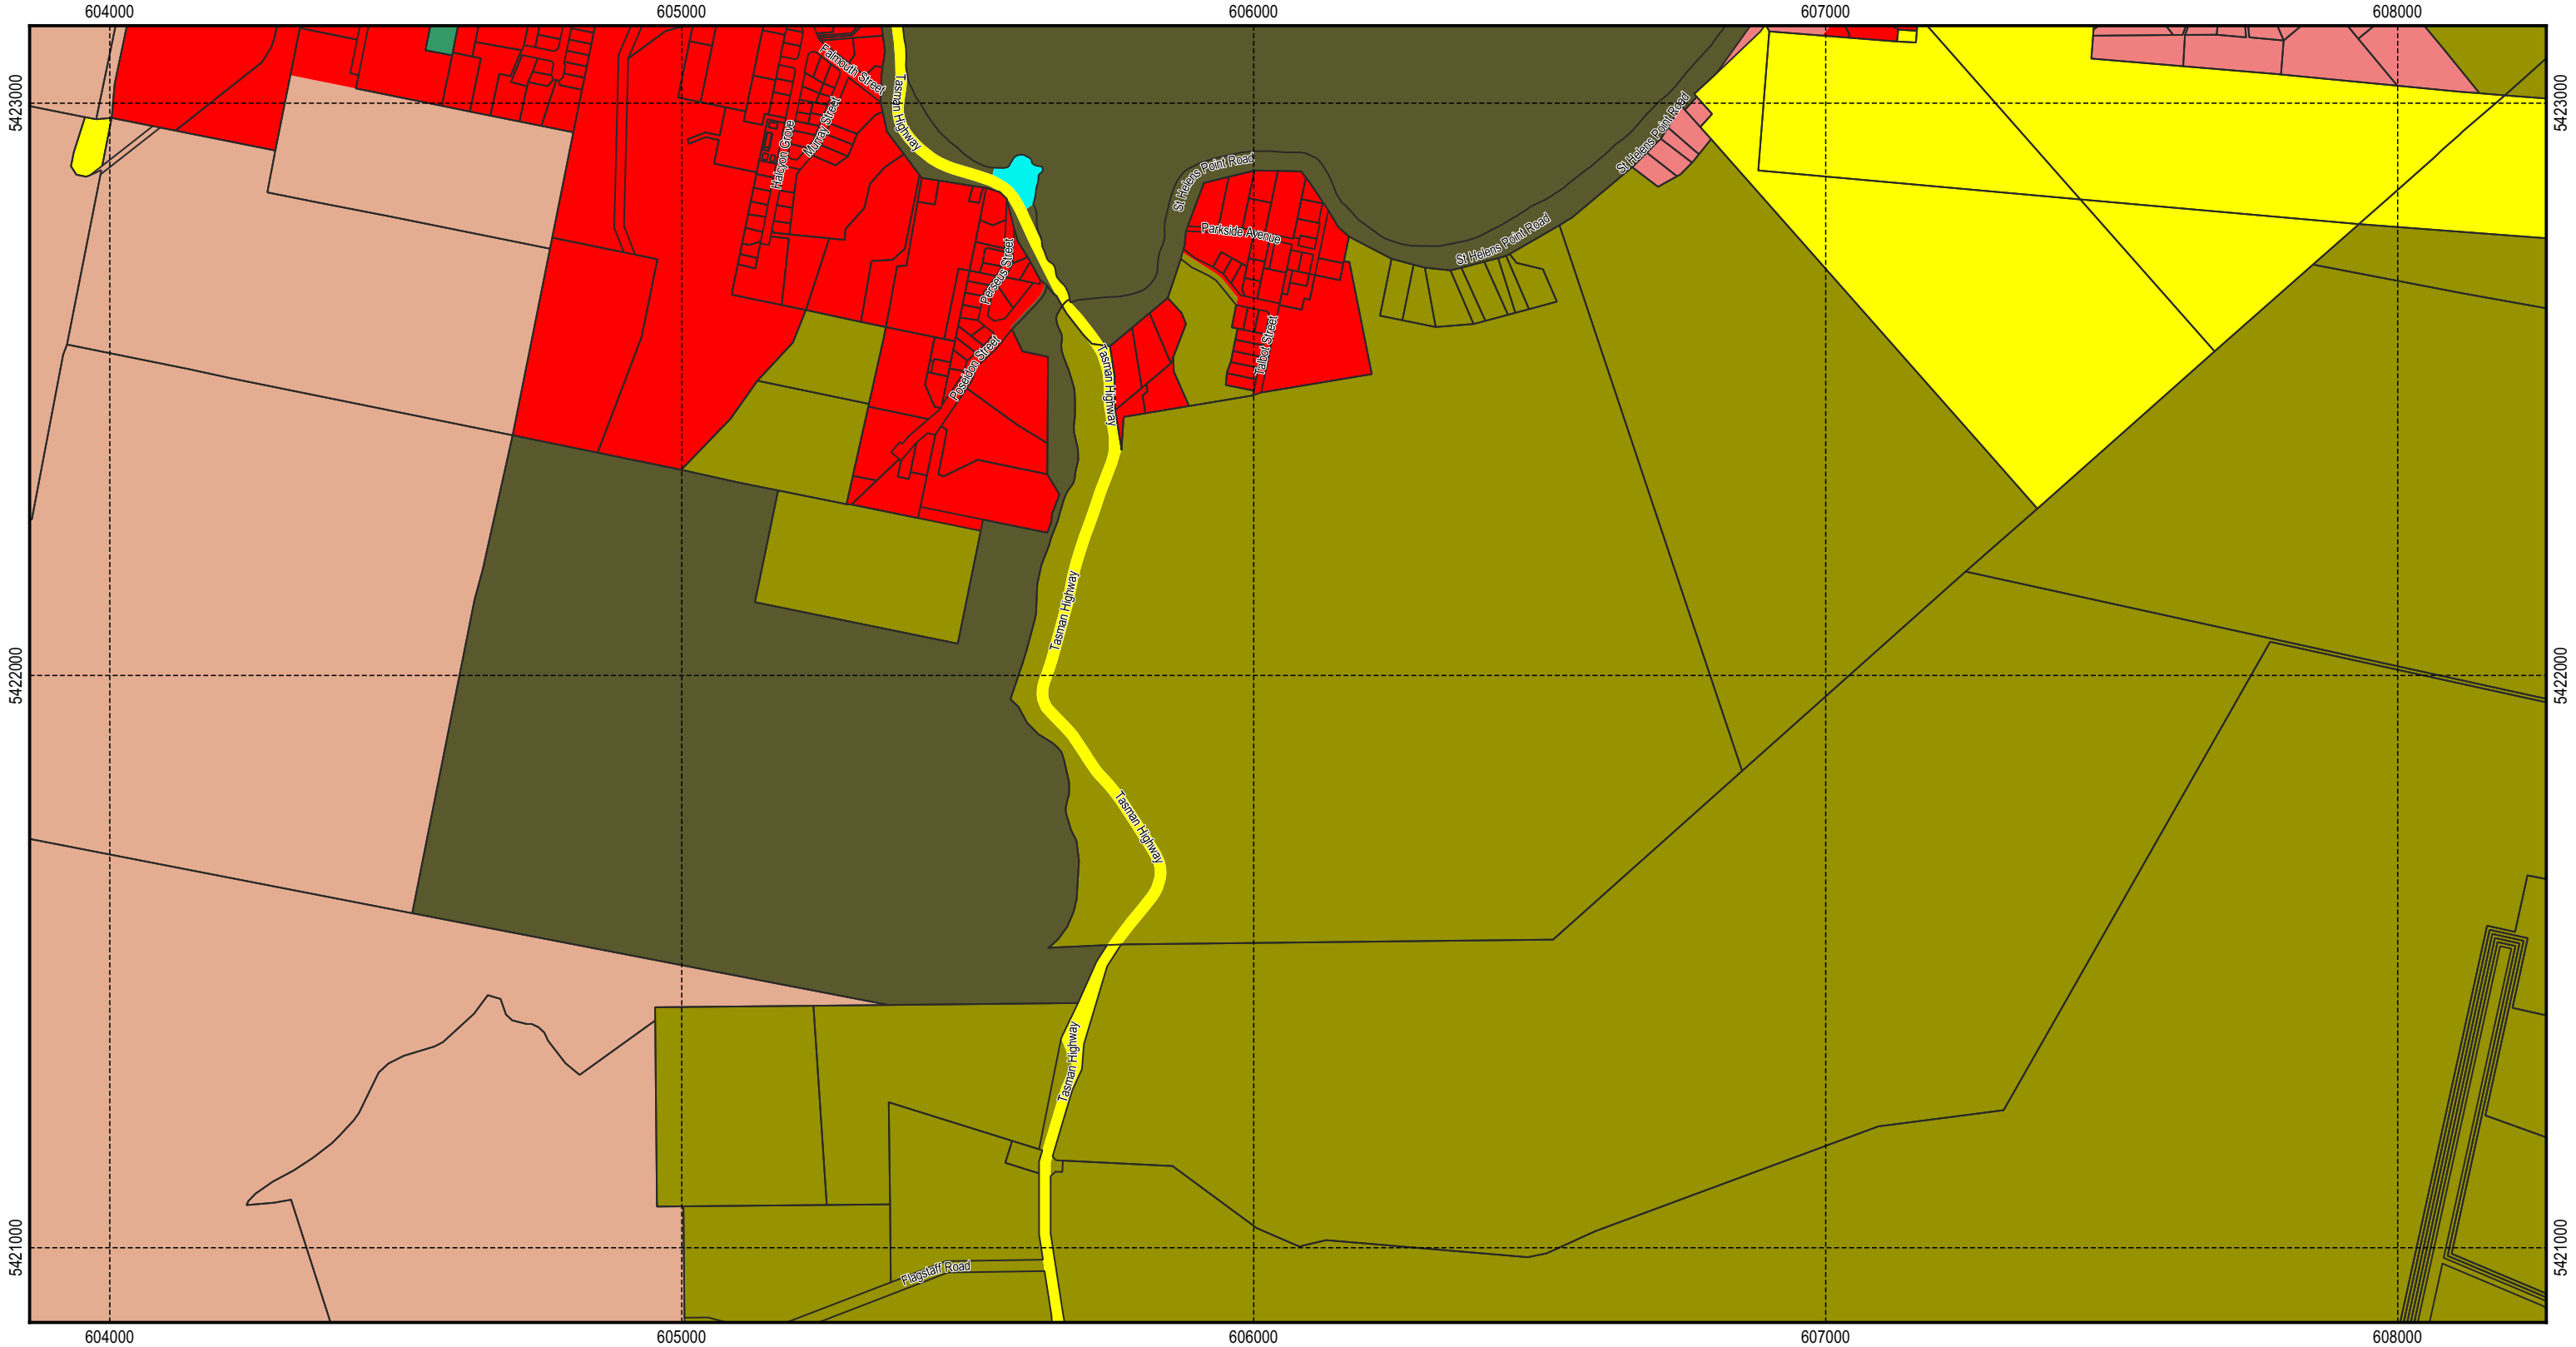 604000 605000 606000 607000 608000
5423000
5423000
Falmouth Street
Tasman Highway
Murray Street
Halcyon Grove
St Helens Point Road
St Helens Point Road
Parkside Avenue
St Helens Point Road
Perseus Street
Poseidon Street
Talbot Street
Tasman Highway
Tasman Highway
5422000
5422000
Tasman Highway
Tasman Highway
5421000
5421000
Flagstaff Road
604000 605000 606000 607000 608000